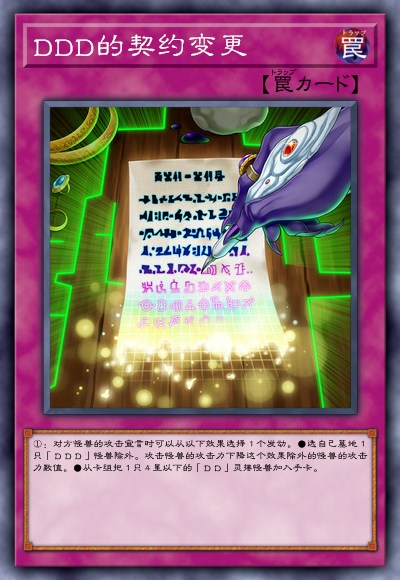 DDD的契约变更
トラップ
罠
トラップ
【罠カード】
①：对方怪兽的攻击宣言时可以从以下效果选择1个发动。●选自己墓地1
只「ＤＤＤ」怪兽除外。攻击怪兽的攻击力下降这个效果除外的怪兽的攻击
力数值。●从卡组把1只4星以下的「ＤＤ」灵摆怪兽加入手卡。